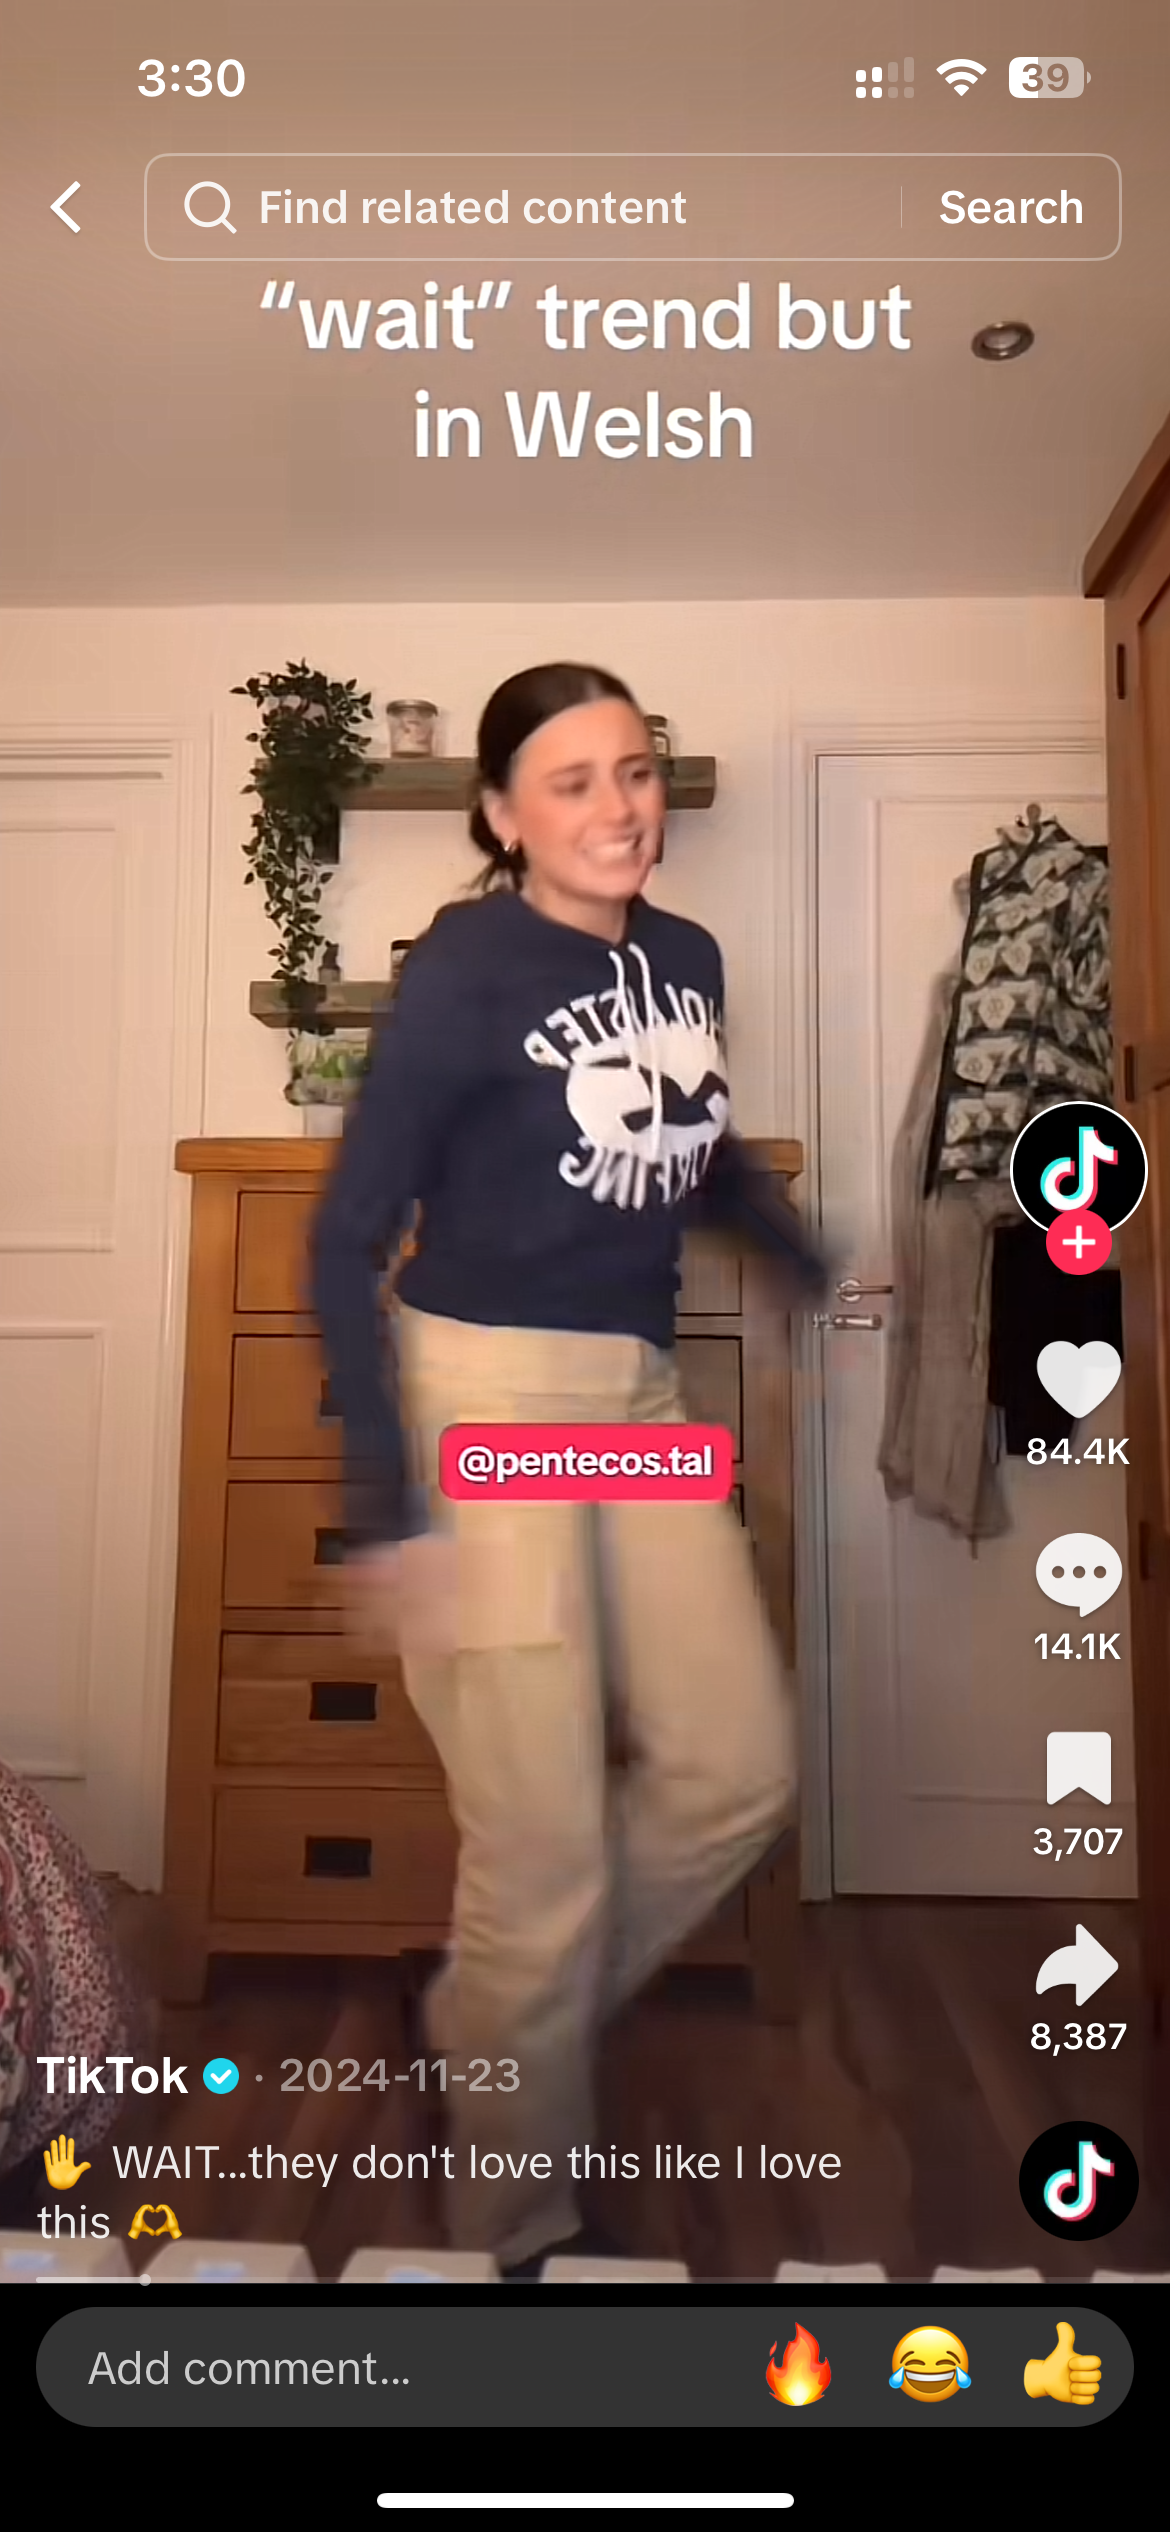 3:30
39
Find related content
Search
“wait” trend but
in Welsh
@pentecos.tal
84.4K
14.1K
3,707
8,387
TikTok · 2024-11-23
✋ WAIT...they don't love this like I love
this 🫶
Add comment...